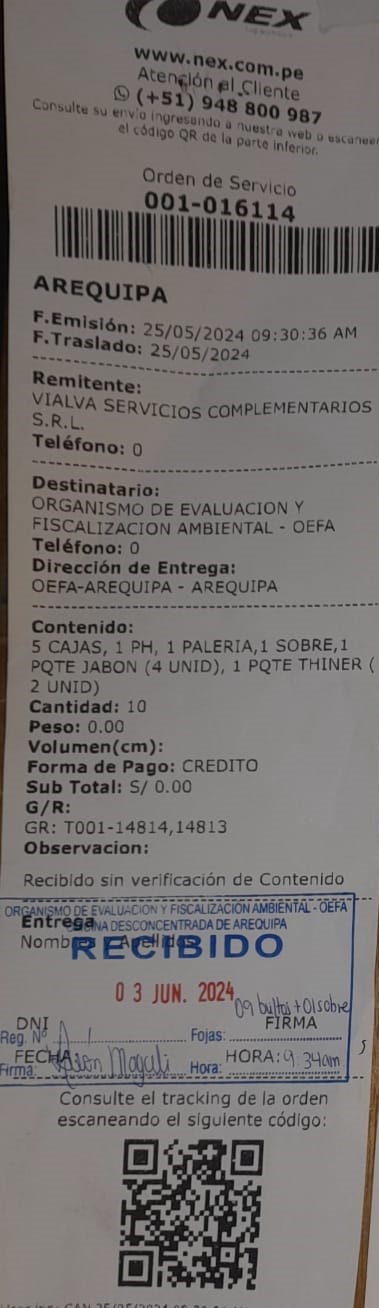 NEX
www.nex.com.pe
Atención al Cliente
(+51) 948 800 987
Consulte su envío ingresando a nuestra web o escanee
el código QR de la parte inferior.
Orden de Servicio
001-016114
AREQUIPA
F.Emisión: 25/05/2024 09:30:36 AM
F.Traslado: 25/05/2024
Remitente:
VIALVA SERVICIOS COMPLEMENTARIOS
S.R.L.
Teléfono: 0
Destinatario:
ORGANISMO DE EVALUACION Y
FISCALIZACION AMBIENTAL - OEFA
Teléfono: 0
Dirección de Entrega:
OEFA-AREQUIPA - AREQUIPA
Contenido:
5 CAJAS, 1 PH, 1 PALERIA,1 SOBRE,1
PQTE JABON (4 UNID), 1 PQTE THINER (
2 UNID)
Cantidad: 10
Peso: 0.00
Volumen(cm):
Forma de Pago: CREDITO
Sub Total: S/ 0.00
G/R:
GR: T001-14814,14813
Observacion:
Recibido sin verificación de Contenido
ORGANISMO DE EVALUACIÓN Y FISCALIZACIÓN AMBIENTAL - OEFA
Entrega
DESCONCENTRADA DE AREQUIPA
RECIBIDO
03 JUN. 2024
09 bultos + 01 sobre
DNI FIRMA
Reg. Nº Fojas:
FECHA HORA: 9:34am
Firma: Magali Hora:
Consulte el tracking de la orden
escaneando el siguiente código: